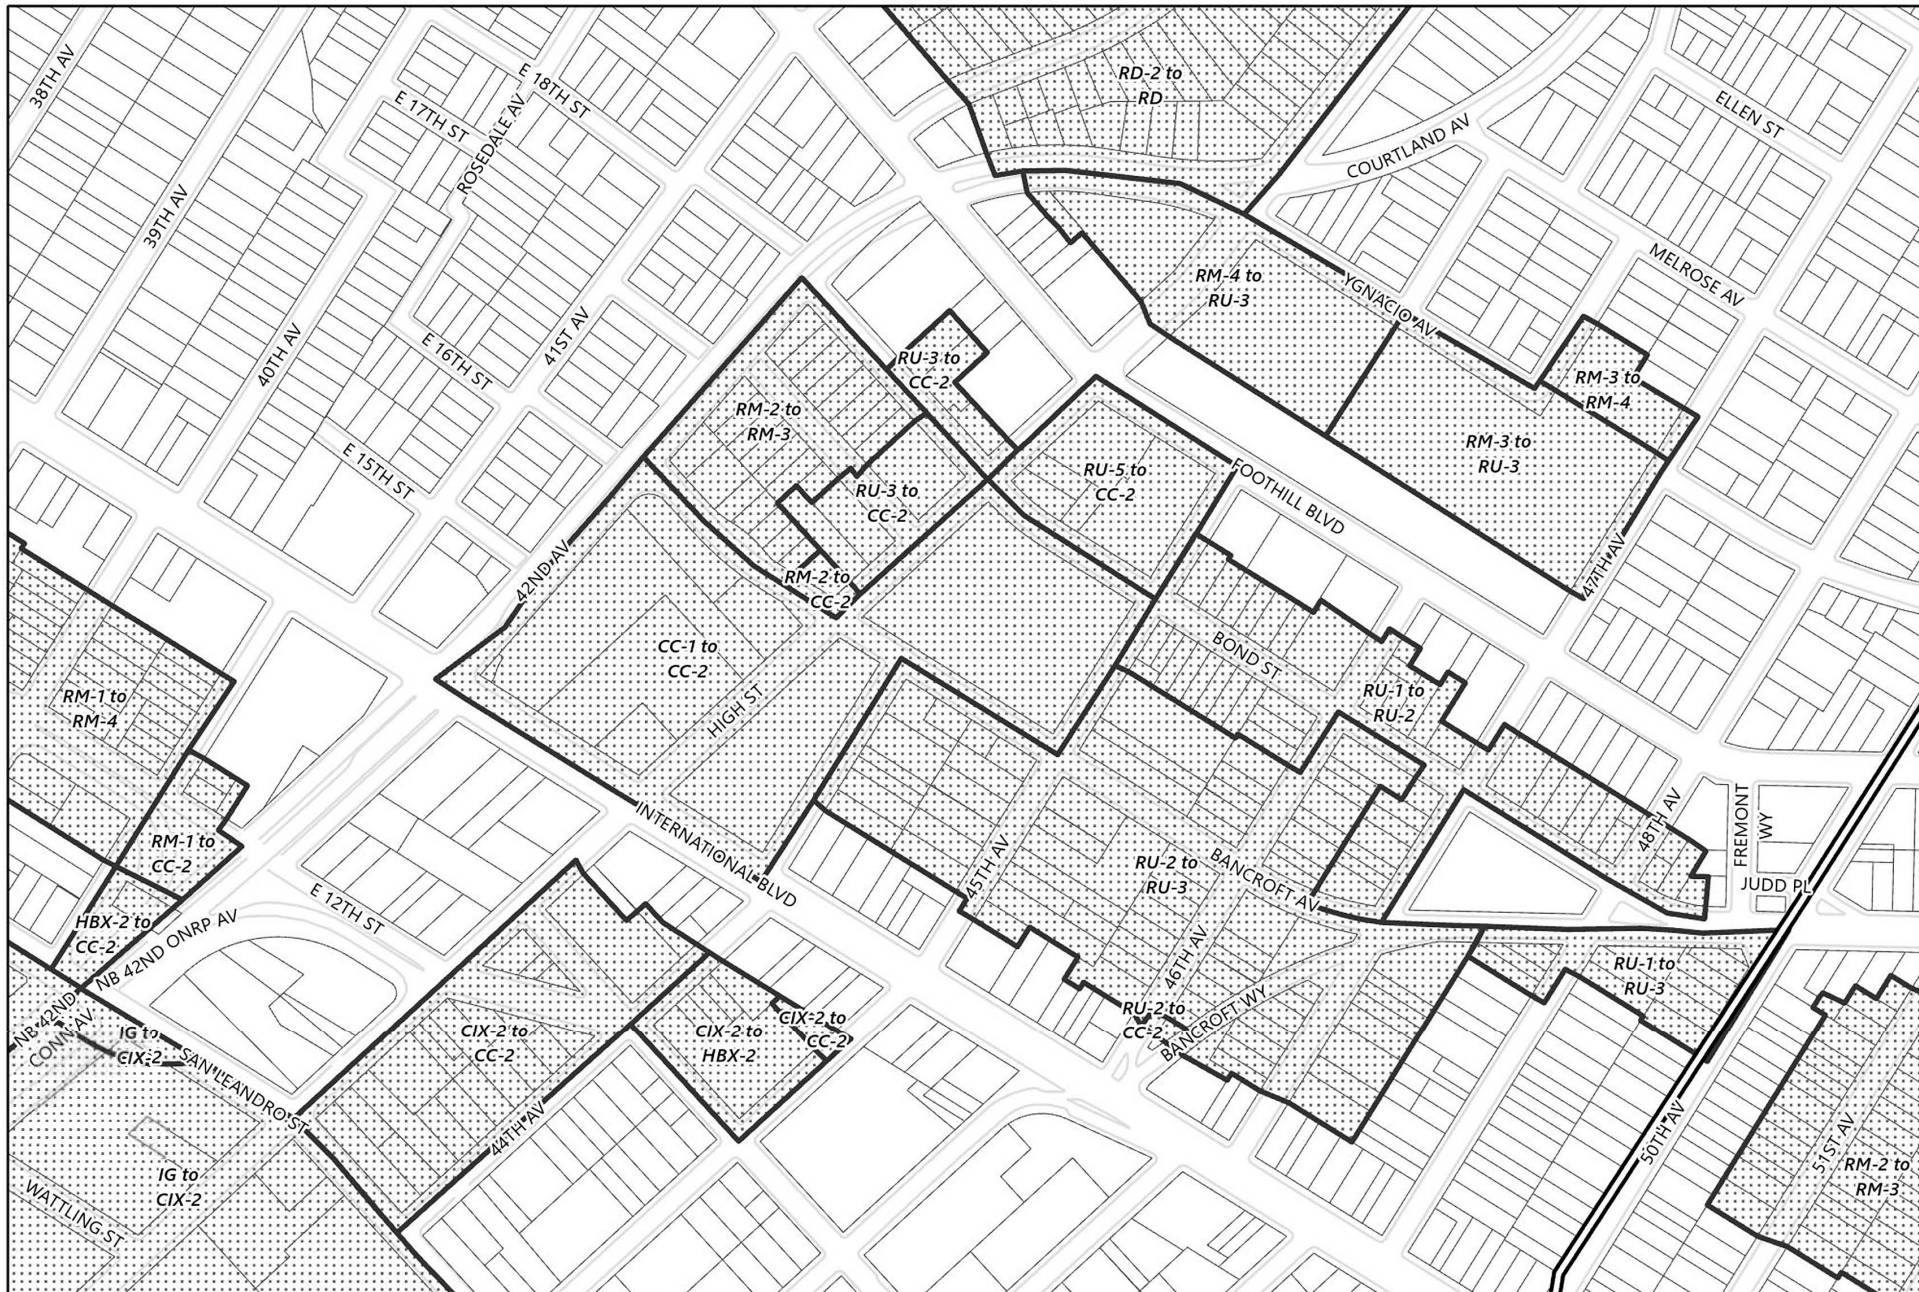 38TH AV
E 18TH ST
E 17TH ST
ROSEDALE AV
RD-2 to
RD
ELLEN ST
COURTLAND AV
39TH AV
MELROSE AV
RM-4 to
RU-3
YGNACIO AV
40TH AV
E 16TH ST
41ST AV
RU-3 to
CC-2
RM-3 to
RM-4
RM-2 to
RM-3
RM-3 to
RU-3
E 15TH ST
RU-5 to
CC-2
RU-3 to
CC-2
FOOTHILL BLVD
42ND AV
RM-2 to
CC-2
47TH AV
CC-1 to
CC-2
BOND ST
RM-1 to
RM-4
HIGH ST
RU-1 to
RU-2
INTERNATIONAL BLVD
48TH AV
FREMONT
WY
RM-1 to
CC-2
45TH AV
RU-2 to
RU-3
BANCROFT AV
JUDD PL
E 12TH ST
HBX-2 to
CC-2
NB 42ND ONRP AV
46TH AV
RU-1 to
RU-3
NB 42ND
CONN AV
IG to
CIX-2
SAN LEANDRO ST
CIX-2 to
CC-2
CIX-2 to
HBX-2
CIX-2 to
CC-2
RU-2 to
CC-2
BANCROFT WY
44TH AV
50TH AV
51ST AV
IG to
CIX-2
RM-2 to
RM-3
WATTLING ST